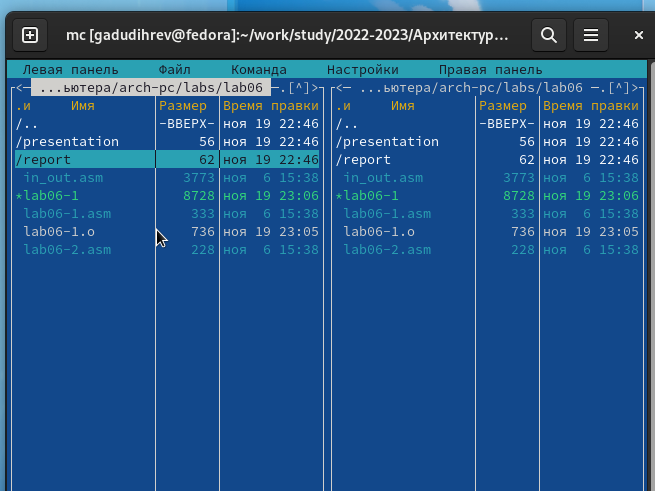 mc [gadudihrev@fedora]:~/work/study/2022-2023/Архитектур...
Левая панель Файл Команда Настройки Правая панель
<─ ...ьютера/arch-pc/labs/lab06 ─.[^]> <─ ...ьютера/arch-pc/labs/lab06 ─.[^]>
.и Имя Размер Время правки .и Имя Размер Время правки
/.. -ВВЕРХ- ноя 19 22:46 /.. -ВВЕРХ- ноя 19 22:46
/presentation 56 ноя 19 22:46 /presentation 56 ноя 19 22:46
/report 62 ноя 19 22:46 /report 62 ноя 19 22:46
in_out.asm 3773 ноя 6 15:38 in_out.asm 3773 ноя 6 15:38
*lab06-1 8728 ноя 19 23:06 *lab06-1 8728 ноя 19 23:06
lab06-1.asm 333 ноя 6 15:38 lab06-1.asm 333 ноя 6 15:38
lab06-1.o 736 ноя 19 23:05 lab06-1.o 736 ноя 19 23:05
lab06-2.asm 228 ноя 6 15:38 lab06-2.asm 228 ноя 6 15:38